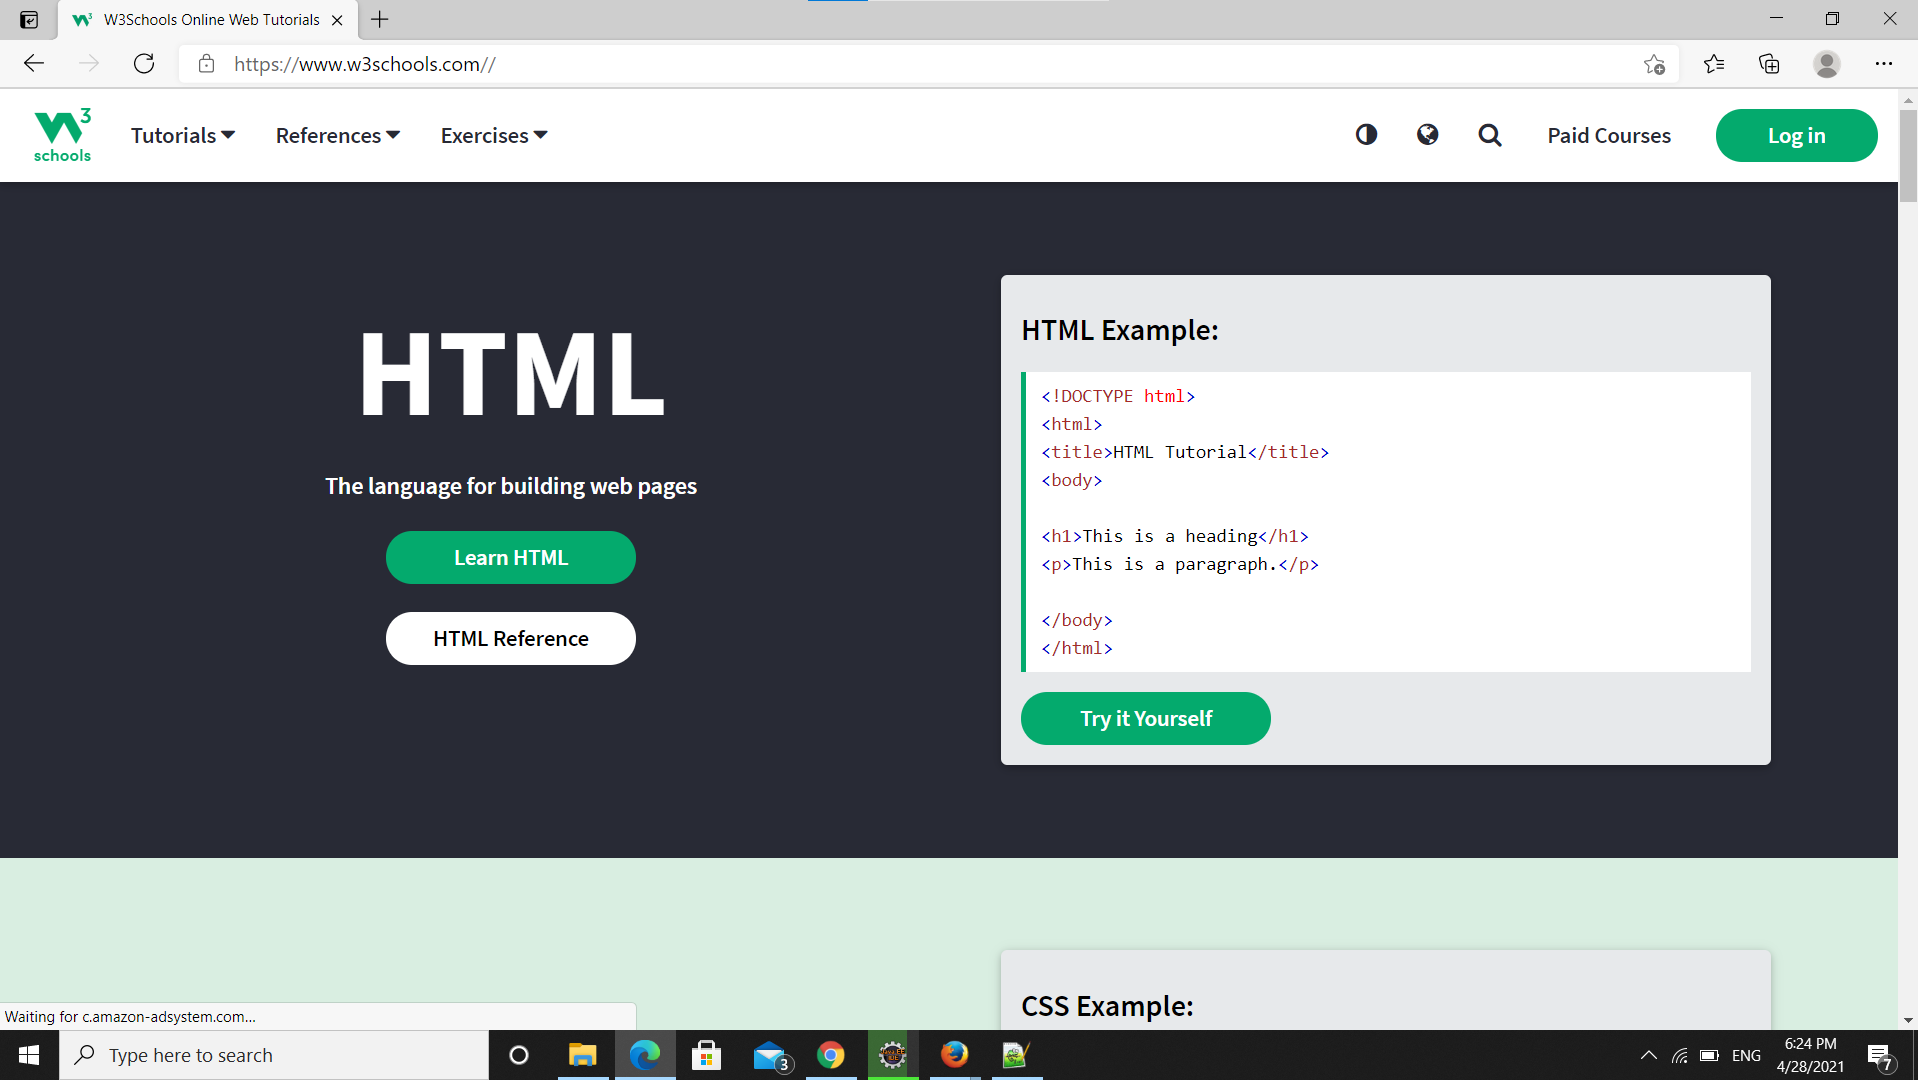 W3Schools Online Web Tutorials
https://www.w3schools.com//
w3 schools
Tutorials
References
Exercises
Paid Courses
Log in
HTML
The language for building web pages
Learn HTML
HTML Reference
HTML Example:
<!DOCTYPE html>
<html>
<title>HTML Tutorial</title>
<body>
<h1>This is a heading</h1>
<p>This is a paragraph.</p>
</body>
</html>
Try it Yourself
CSS Example:
Waiting for c.amazon-adsystem.com...
Type here to search
3
ENG
6:24 PM
4/28/2021
7